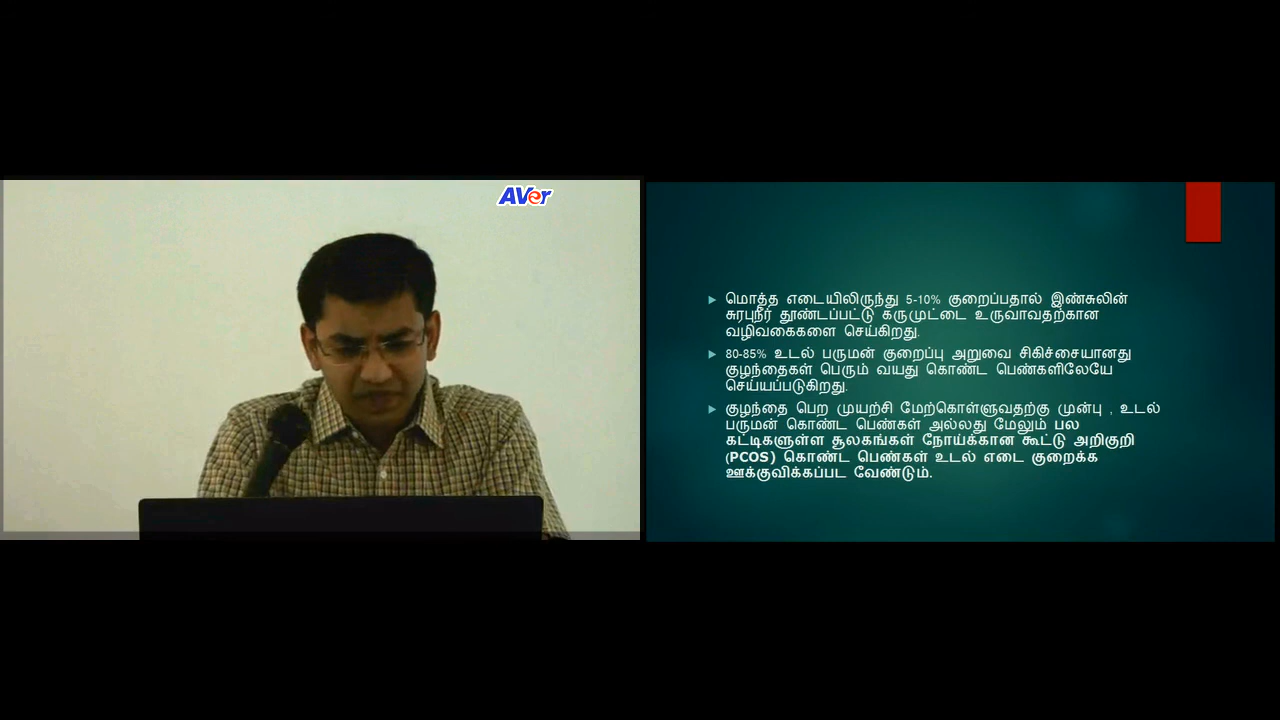 AVer
மொத்த எடையிலிருந்து 5-10% குறைப்பதால் இண்சுலின்
சுரபுநீர் தூண்டப்பட்டு கருமுட்டை உருவாவதற்கான
வழிவகைகளை செய்கிறது.
80-85% உடல் பருமன் குறைப்பு அறுவை சிகிச்சையானது
குழந்தைகள் பெரும் வயது கொண்ட பெண்களிலேயே
செய்யப்படுகிறது.
குழந்தை பெற முயற்சி மேற்கொள்ளுவதற்கு முன்பு , உடல்
பருமன் கொண்ட பெண்கள் அல்லது மேலும் பல
கட்டிகளுள்ள சூலகங்கள் நோய்க்கான கூட்டு அறிகுறி
(PCOS) கொண்ட பெண்கள் உடல் எடை குறைக்க
ஊக்குவிக்கப்பட வேண்டும்.